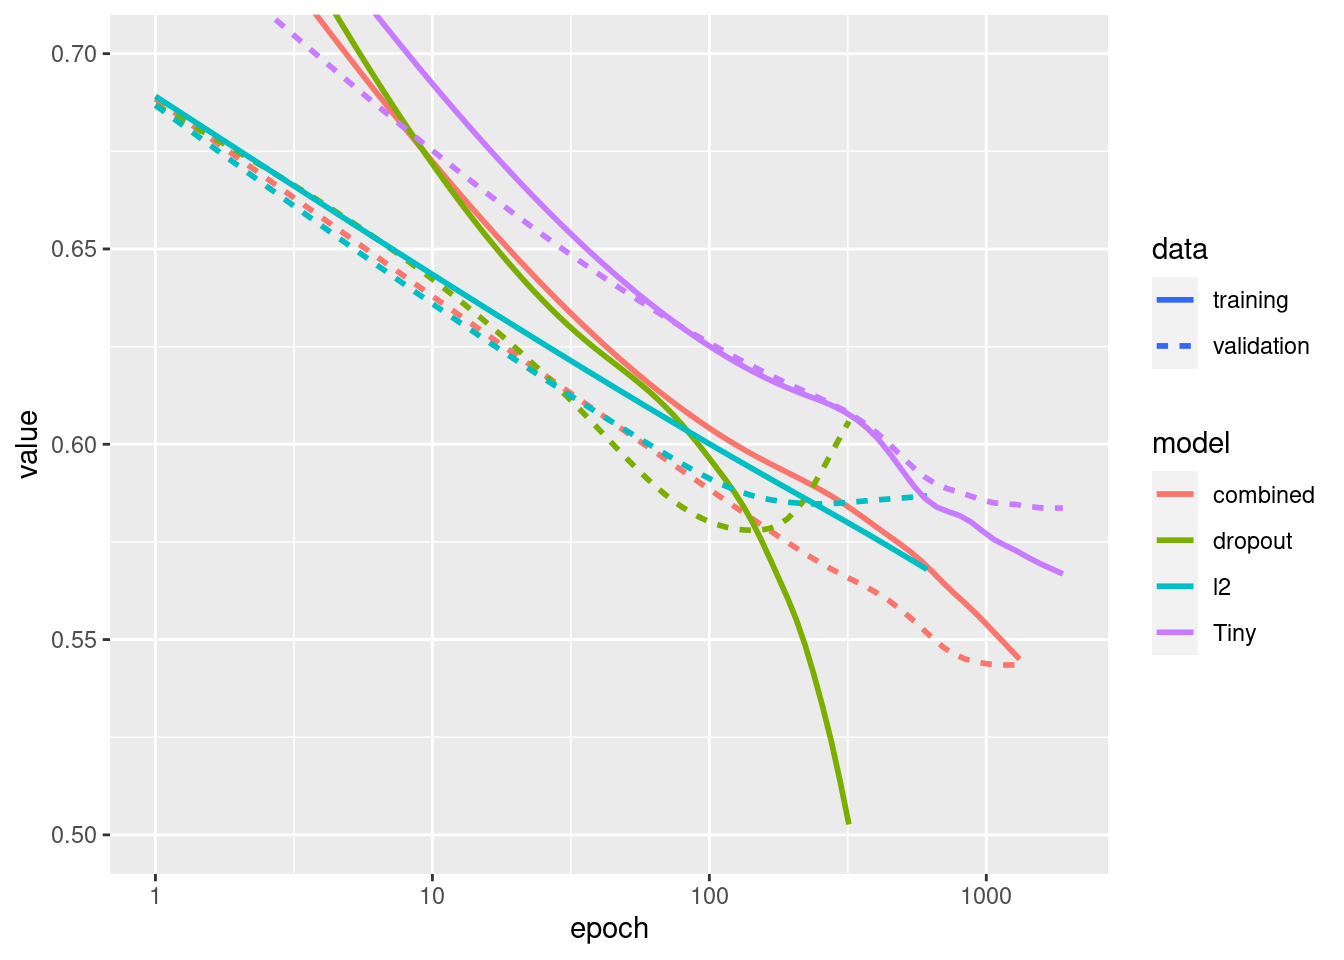 0.70
0.65
0.60
0.55
0.50
value
1
10
100
1000
epoch
data
training
validation
model
combined
dropout
l2
Tiny